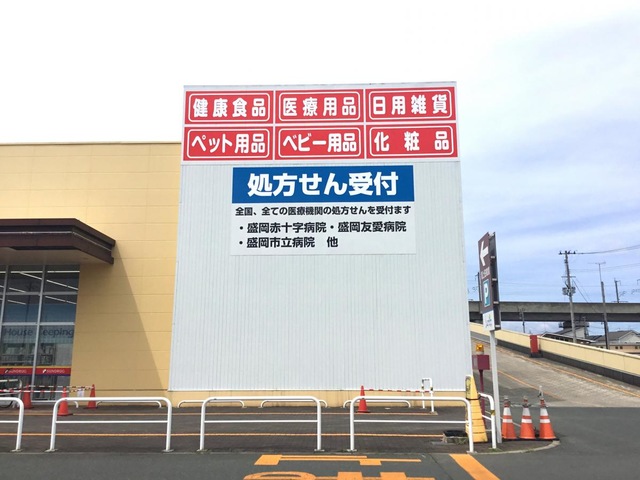 健康食品 医療用品 日用雑貨
ペット用品 ベビー用品 化粧品
処方せん受付
全国、全ての医療機関の処方せんを受付ます
・盛岡赤十字病院・盛岡友愛病院
・盛岡市立病院 他
P